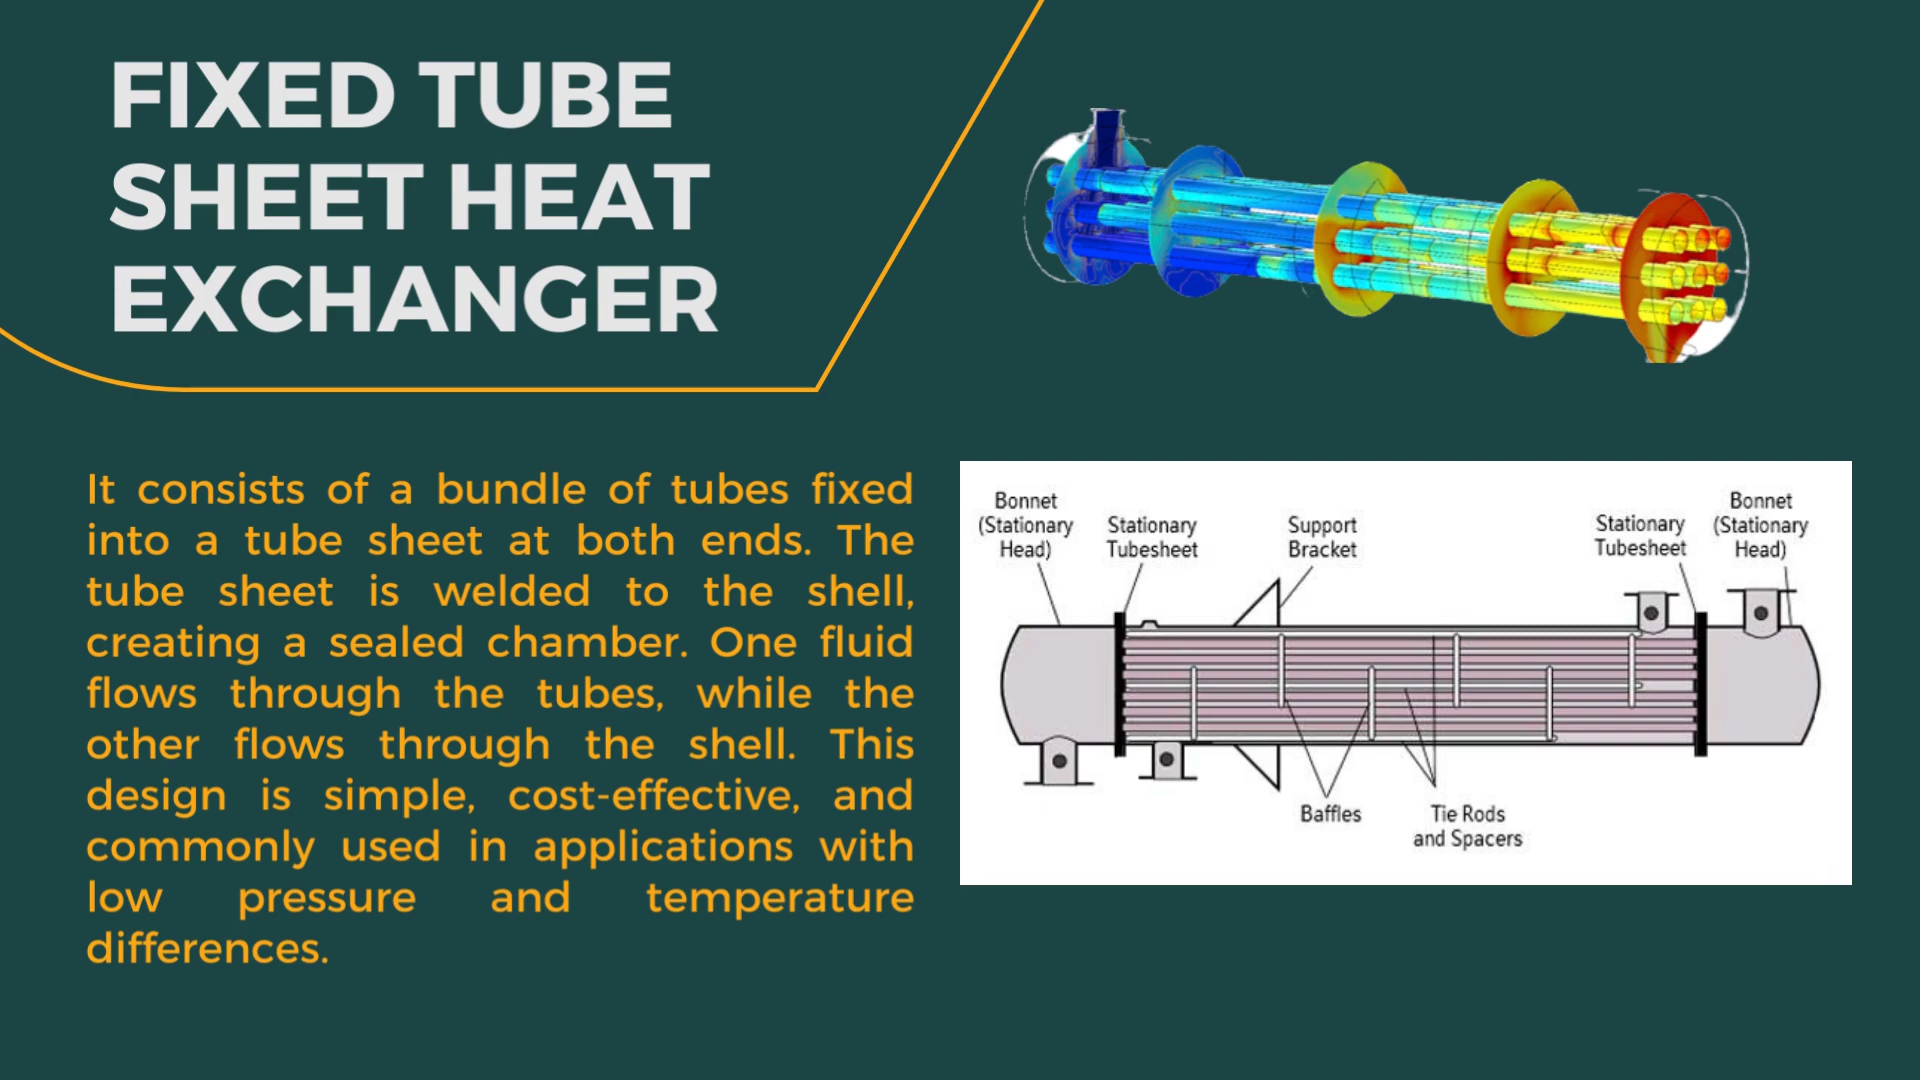 FIXED TUBE
SHEET HEAT
EXCHANGER
It consists of a bundle of tubes fixed
into a tube sheet at both ends. The
tube sheet is welded to the shell,
creating a sealed chamber. One fluid
flows through the tubes, while the
other flows through the shell. This
design is simple, cost-effective, and
commonly used in applications with
low pressure and temperature
differences.
Bonnet
(Stationary
Head)
Stationary
Tubesheet
Support
Bracket
Stationary
Tubesheet
Bonnet
(Stationary
Head)
Baffles
Tie Rods
and Spacers